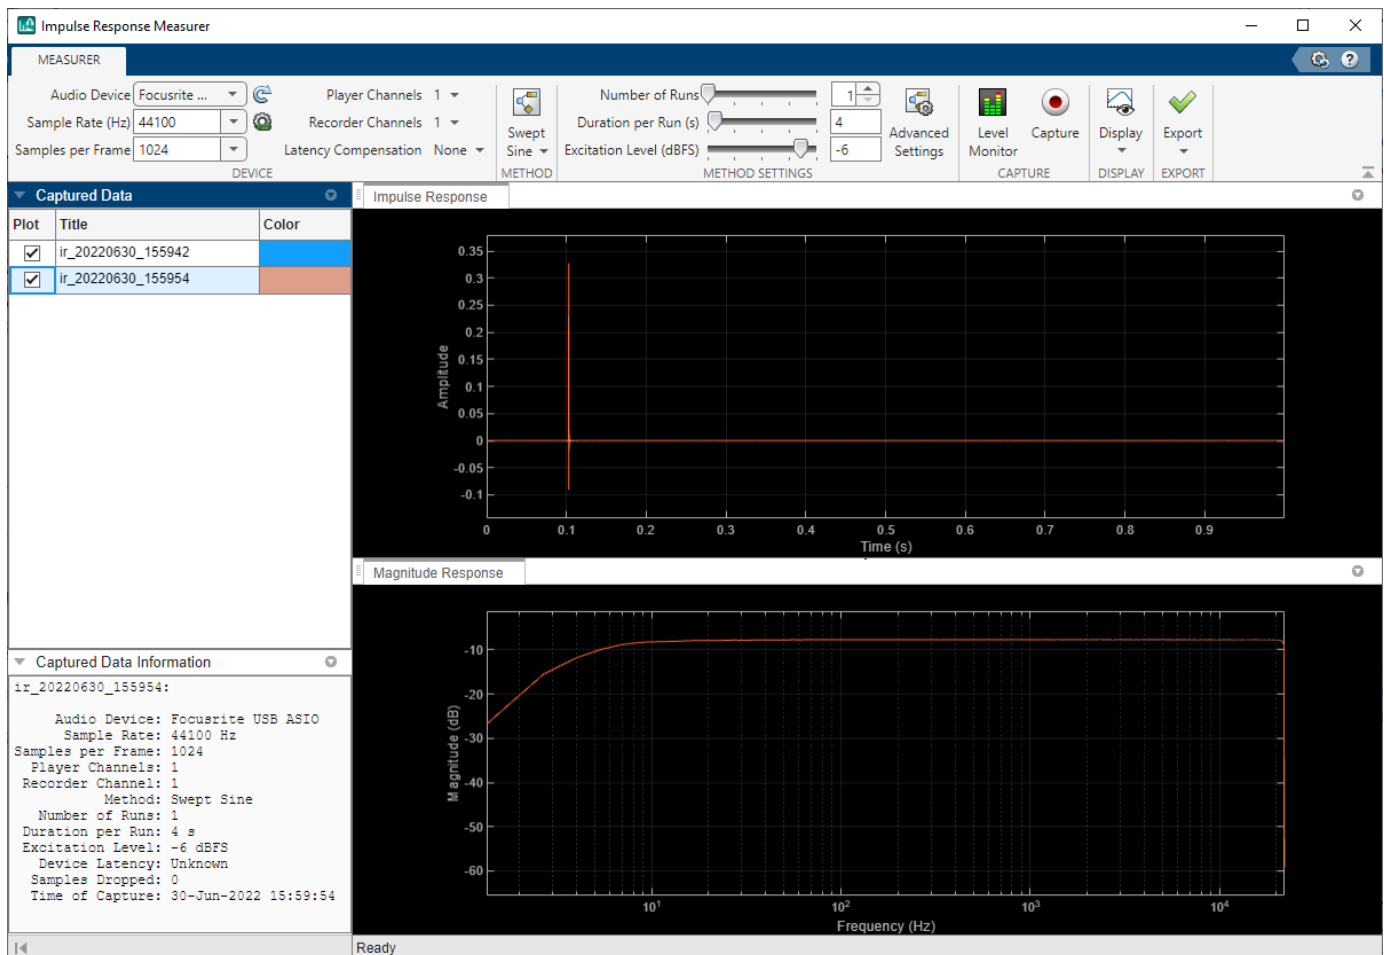 Impulse Response Measurer
MEASURER
Audio Device Focusrite ... Player Channels 1 Number of Runs 1
Sample Rate (Hz) 44100 Recorder Channels 1 Swept Duration per Run (s) 4 Advanced Level Capture Display Export
Samples per Frame 1024 Latency Compensation None Sine Excitation Level (dBFS) -6 Settings Monitor
DEVICE METHOD METHOD SETTINGS CAPTURE DISPLAY EXPORT
Captured Data
Plot Title Color
ir_20220630_155942
ir_20220630_155954
Impulse Response
0.35
0.3
0.25
0.2
0.15
0.1
0.05
0
-0.05
-0.1
Amplitude
0 0.1 0.2 0.3 0.4 0.5 0.6 0.7 0.8 0.9
Time (s)
Magnitude Response
-10
-20
-30
-40
-50
-60
Magnitude (dB)
10¹ 10² 10³ 10⁴
Frequency (Hz)
Captured Data Information
ir_20220630_155954:
Audio Device: Focusrite USB ASIO
Sample Rate: 44100 Hz
Samples per Frame: 1024
Player Channels: 1
Recorder Channel: 1
Method: Swept Sine
Number of Runs: 1
Duration per Run: 4 s
Excitation Level: -6 dBFS
Device Latency: Unknown
Samples Dropped: 0
Time of Capture: 30-Jun-2022 15:59:54
Ready